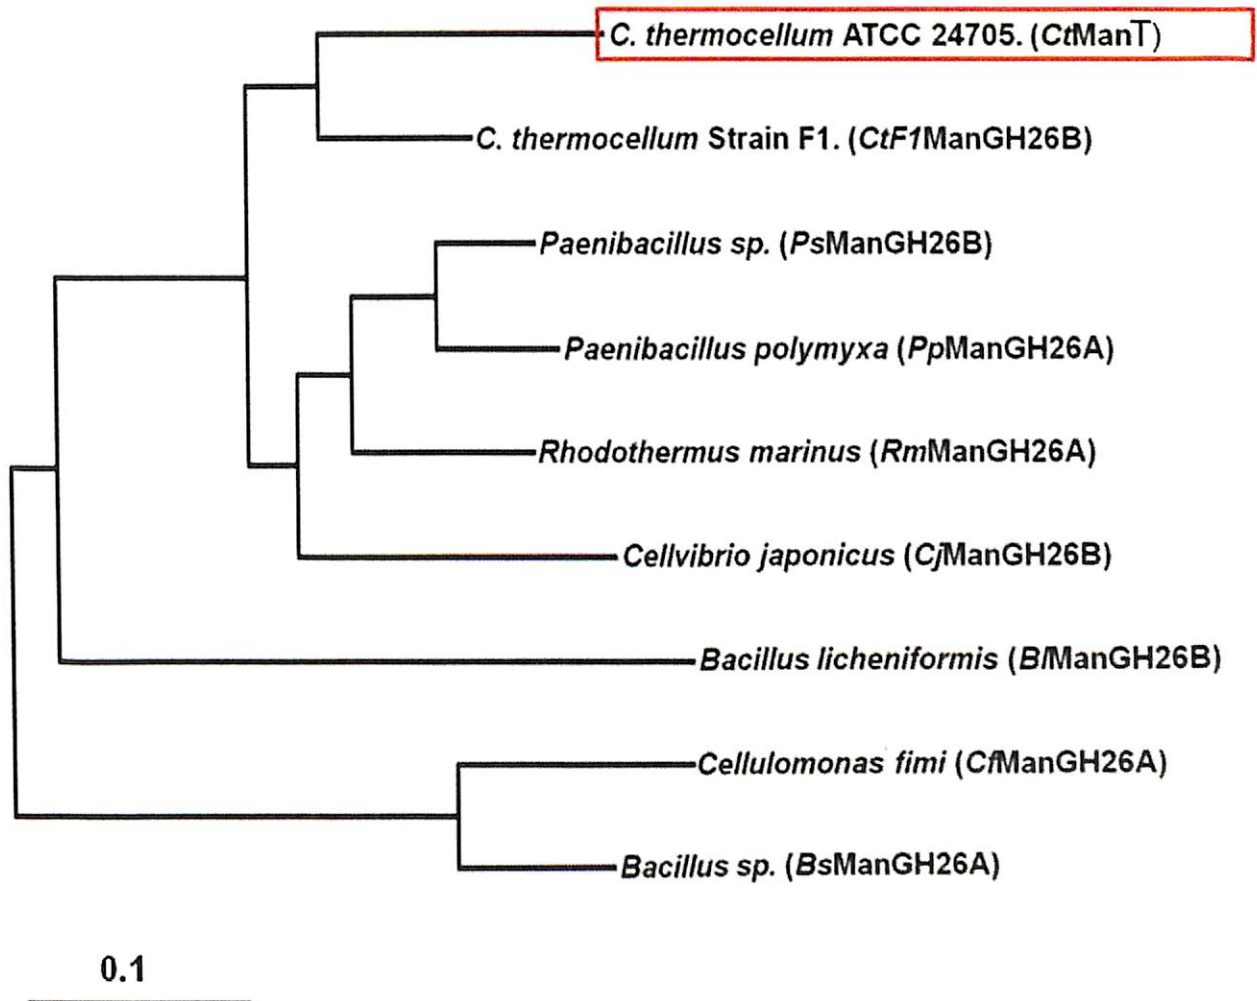 C. thermocellum ATCC 24705. (CtManT)
C. thermocellum Strain F1. (CtF1ManGH26B)
Paenibacillus sp. (PsManGH26B)
Paenibacillus polymyxa (PpManGH26A)
Rhodothermus marinus (RmManGH26A)
Cellvibrio japonicus (CjManGH26B)
Bacillus licheniformis (BlManGH26B)
Cellulomonas fimi (CfManGH26A)
Bacillus sp. (BsManGH26A)
0.1